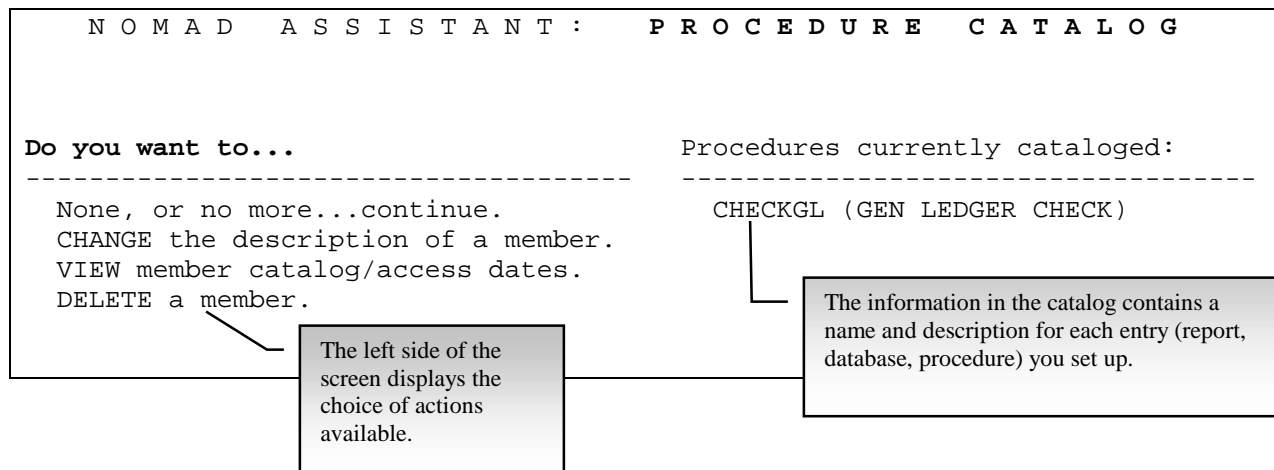 N O M A D   A S S I S T A N T :   P R O C E D U R E   C A T A L O G
Do you want to...
--------------------------------------
None, or no more...continue.
CHANGE the description of a member.
VIEW member catalog/access dates.
DELETE a member.
Procedures currently cataloged:
------------------------------------
CHECKGL (GEN LEDGER CHECK)
The left side of the
screen displays the
choice of actions
available.
The information in the catalog contains a
name and description for each entry (report,
database, procedure) you set up.